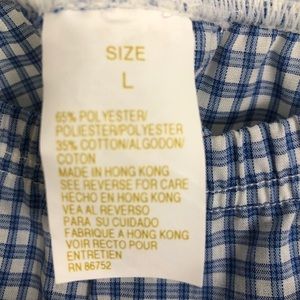 SIZE
L
65% POLYESTER/
POLIESTER/POLYESTER
35% COTTON/ALGODON/
COTON
MADE IN HONG KONG
SEE REVERSE FOR CARE
HECHO EN HONG KONG
VEA AL REVERSO
PARA SU CUIDADO
FABRIQUE A HONG KONG
VOIR RECTO POUR
ENTRETIEN
RN 86752